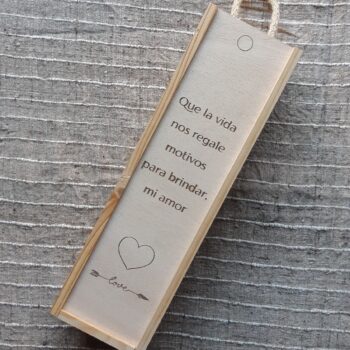 Que la vida
nos regale
motivos
para brindar,
mi amor
love